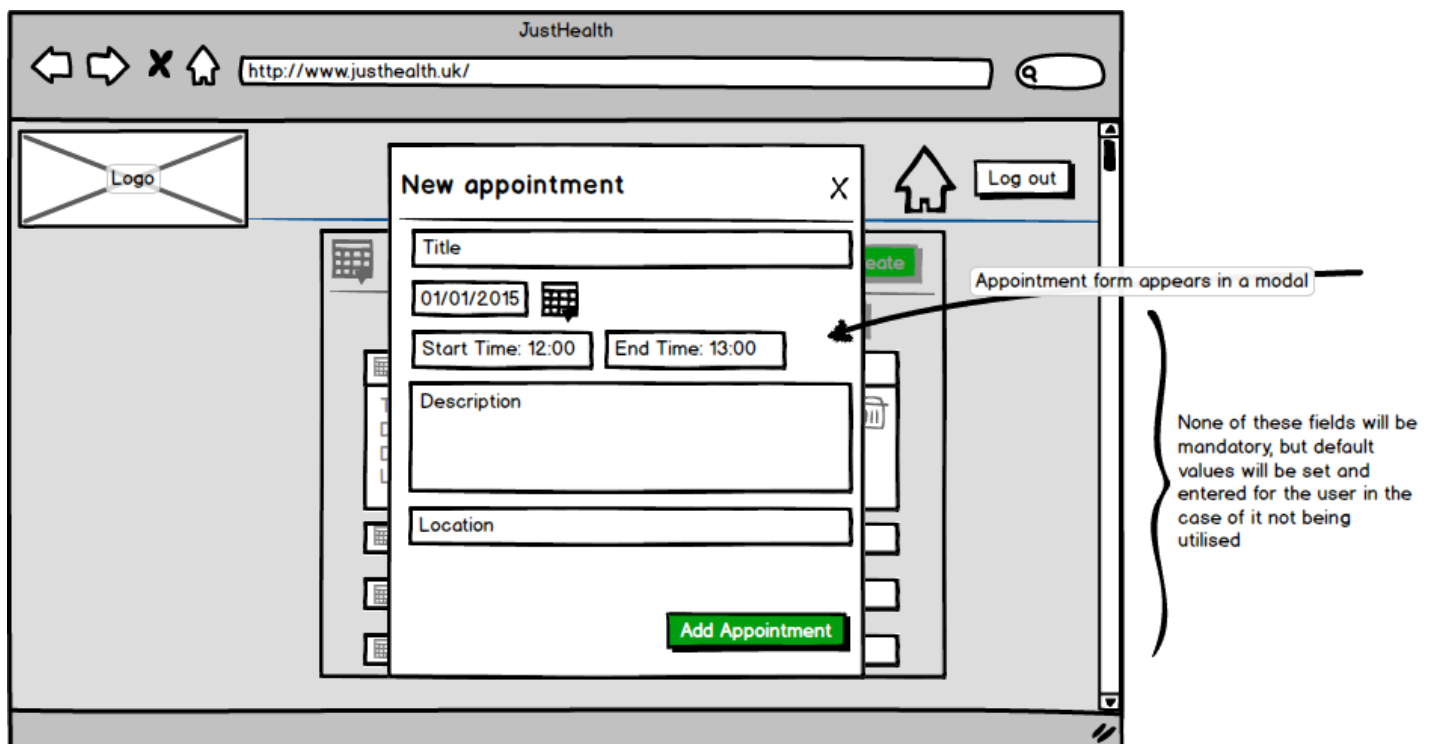 JustHealth
http://www.justhealth.uk/
Logo
New appointment
X
Log out
Title
eate
01/01/2015
Appointment form appears in a modal
Start Time: 12:00
End Time: 13:00
Description
T
D
D
L
None of these fields will be
mandatory, but default
values will be set and
entered for the user in the
case of it not being
utilised
Location
Add Appointment